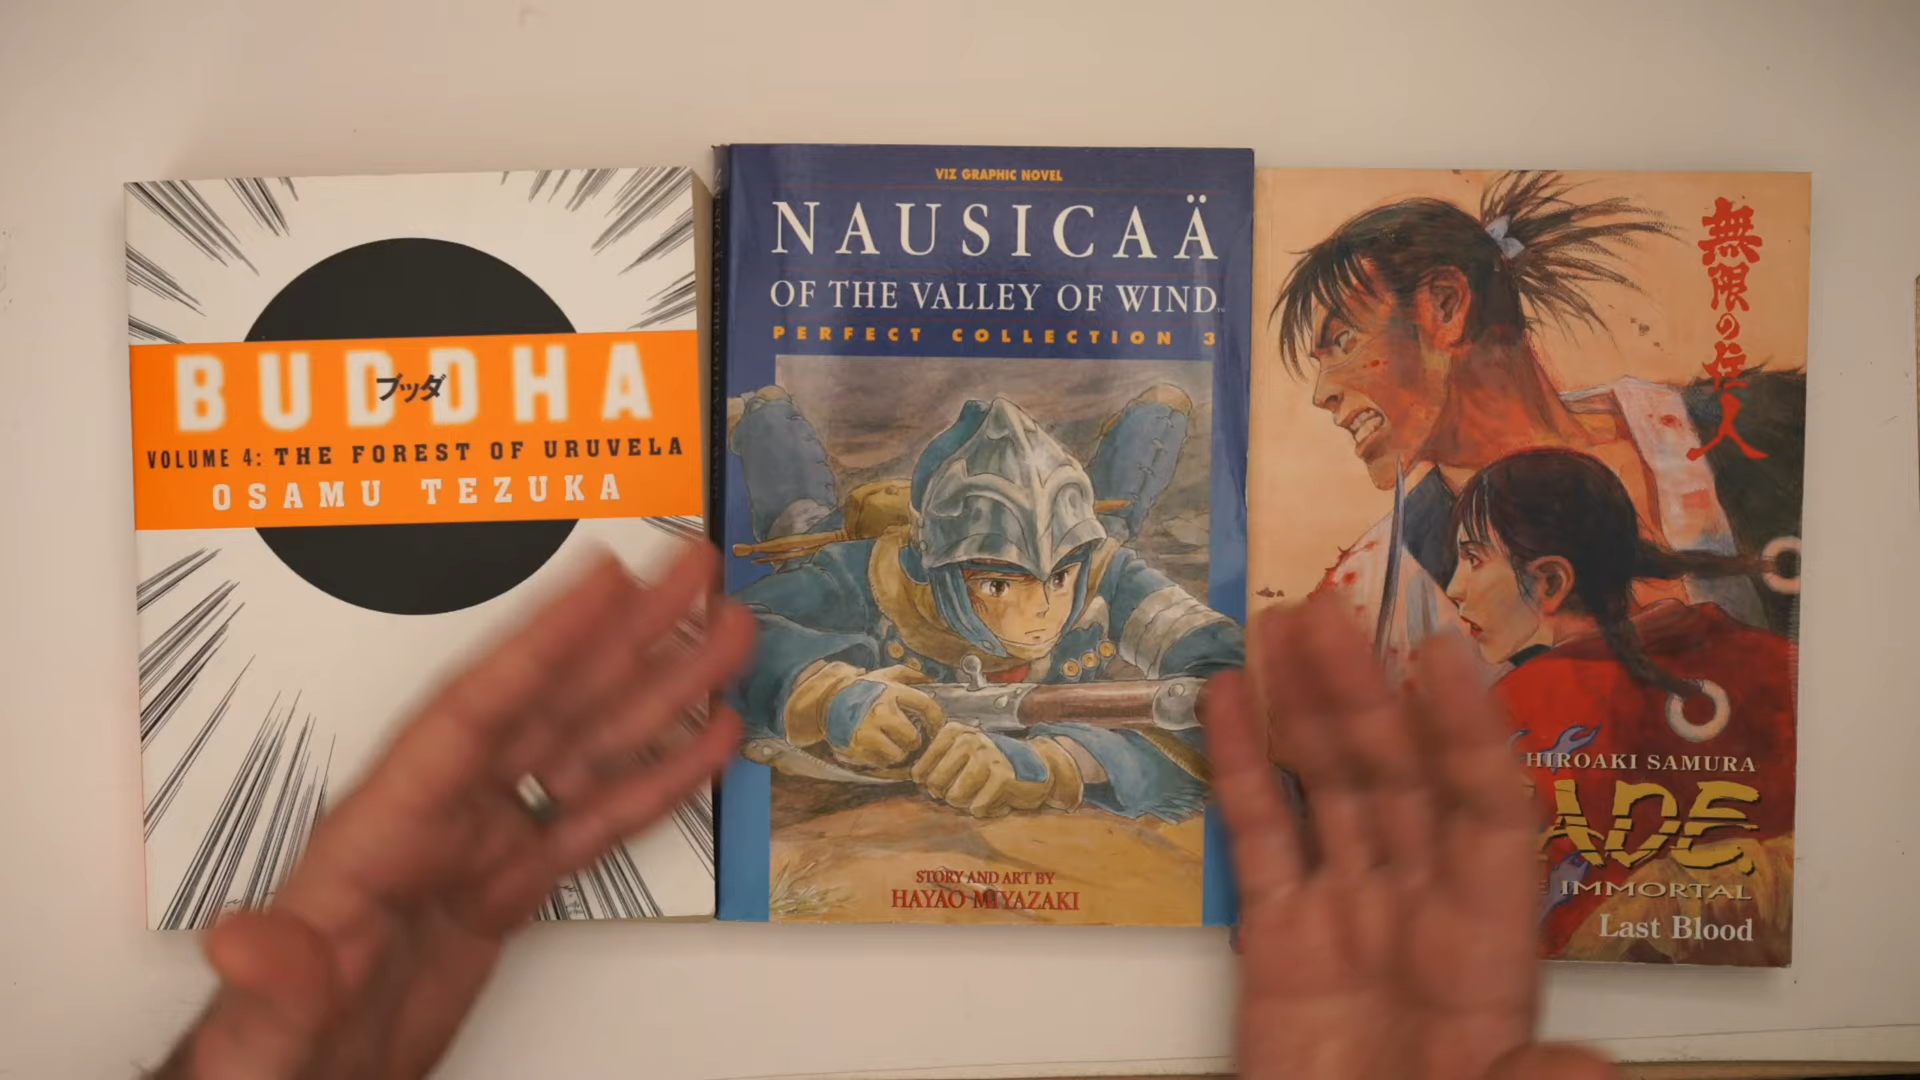 BUDDHA
ブッダ
VOLUME 4: THE FOREST OF URUVELA
OSAMU TEZUKA
VIZ GRAPHIC NOVEL
NAUSICAÄ
OF THE VALLEY OF WIND
PERFECT COLLECTION 3
STORY AND ART BY
HAYAO MIYAZAKI
無限の住人
HIROAKI SAMURA
ADE
IMMORTAL
Last Blood